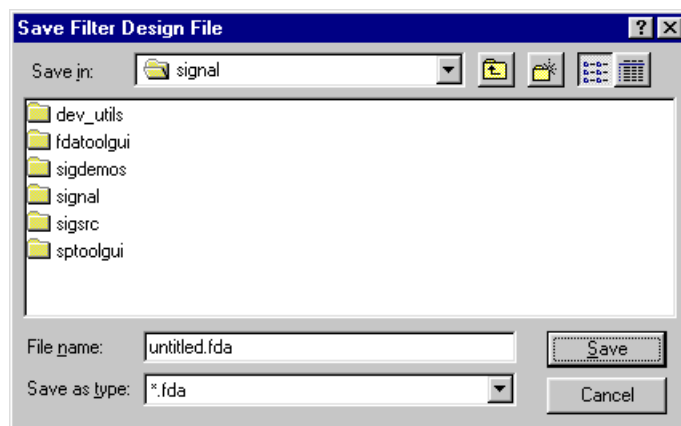 Save Filter Design File
Save in: signal
dev_utils
fdatoolgui
sigdemos
signal
sigsrc
sptoolgui
File name: untitled.fda Save
Save as type: *.fda Cancel